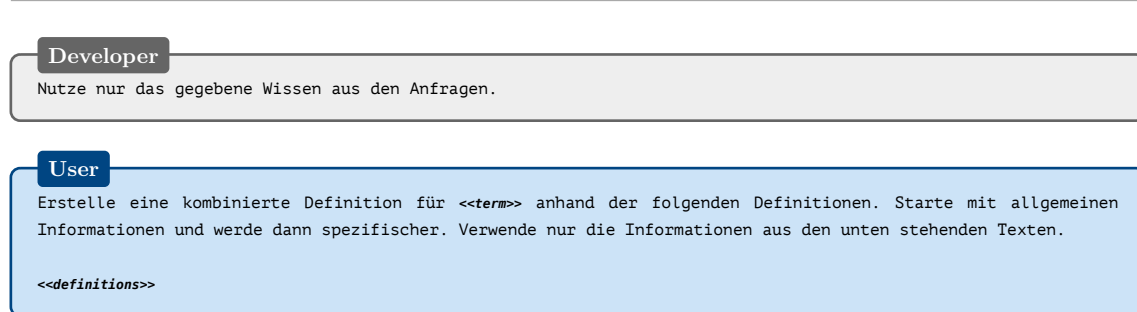 Developer
Nutze nur das gegebene Wissen aus den Anfragen.
User
Erstelle eine kombinierte Definition für <<term>> anhand der folgenden Definitionen. Starte mit allgemeinen
Informationen und werde dann spezifischer. Verwende nur die Informationen aus den unten stehenden Texten.
<<definitions>>